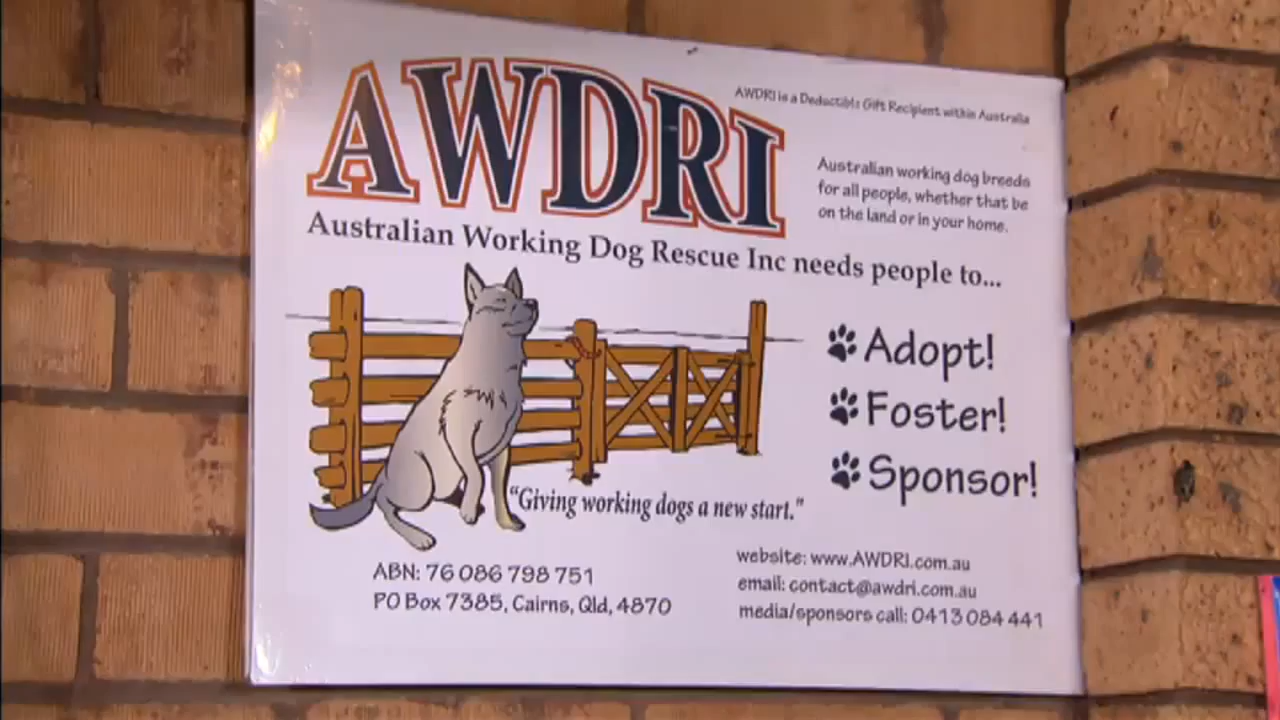 AWDRI
AWDRI is a Deductible Gift Recipient within Australia
Australian working dog breeds
for all people, whether that be
on the land or in your home.
Australian Working Dog Rescue Inc needs people to...
Adopt!
Foster!
Sponsor!
"Giving working dogs a new start."
ABN: 76 086 798 751
PO Box 7385, Cairns, Qld, 4870
website: www.AWDRI.com.au
email: contact@awdri.com.au
media/sponsors call: 0413 084 441